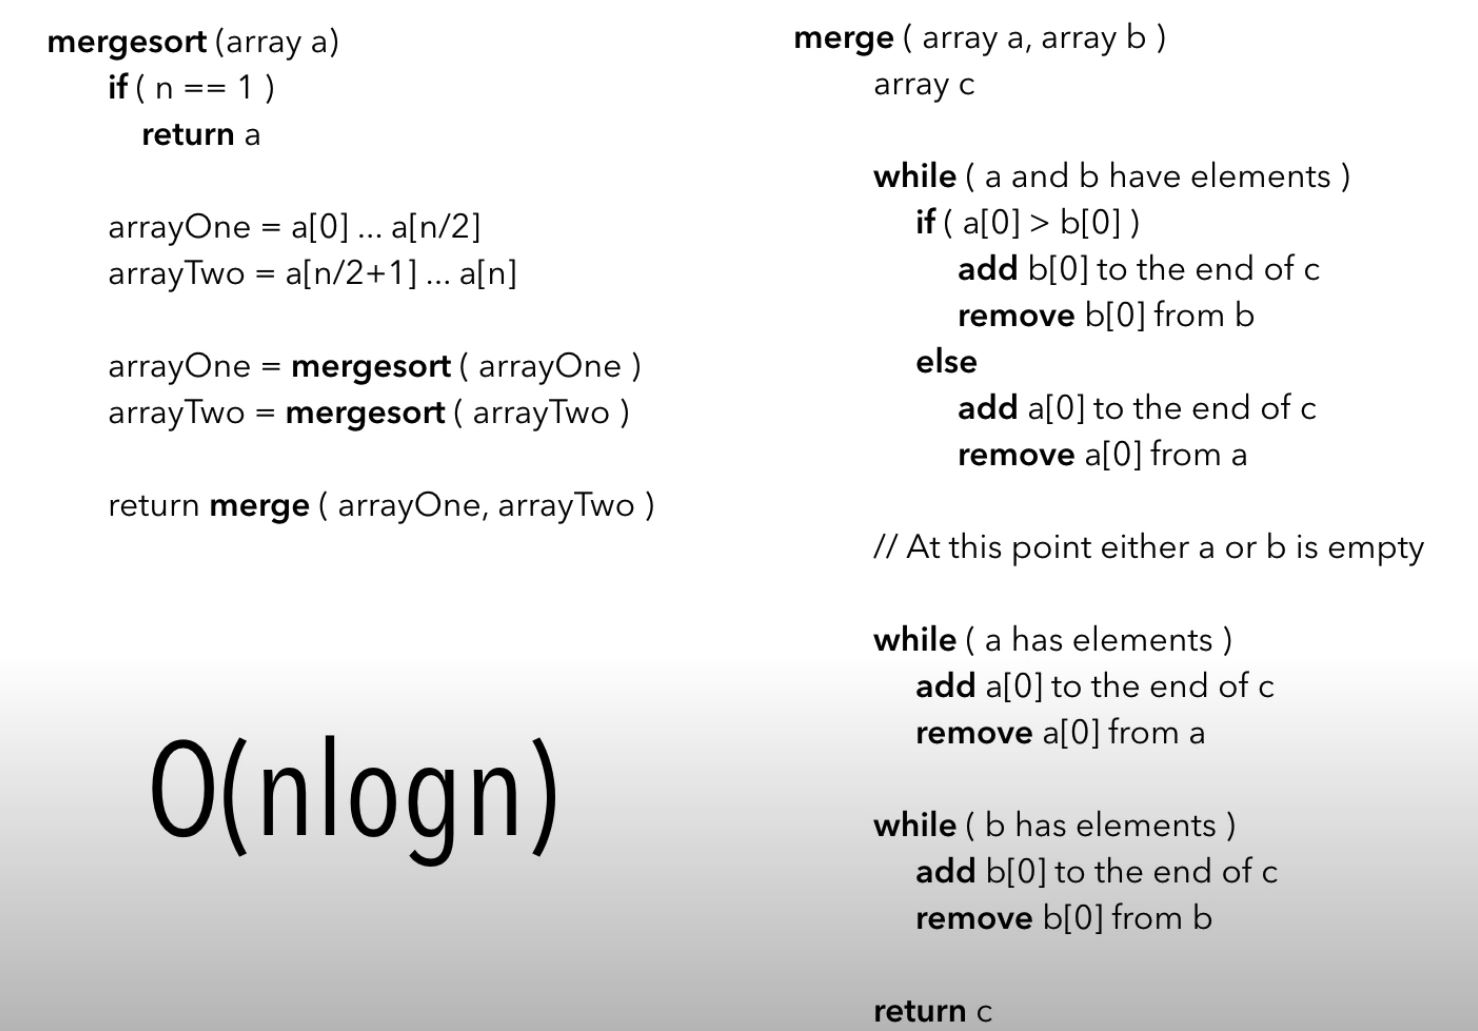 mergesort (array a)
if ( n == 1 )
return a
arrayOne = a[0] ... a[n/2]
arrayTwo = a[n/2+1] ... a[n]
arrayOne = mergesort ( arrayOne )
arrayTwo = mergesort ( arrayTwo )
return merge ( arrayOne, arrayTwo )
O(nlogn)
merge ( array a, array b )
array c
while ( a and b have elements )
if ( a[0] > b[0] )
add b[0] to the end of c
remove b[0] from b
else
add a[0] to the end of c
remove a[0] from a
// At this point either a or b is empty
while ( a has elements )
add a[0] to the end of c
remove a[0] from a
while ( b has elements )
add b[0] to the end of c
remove b[0] from b
return c